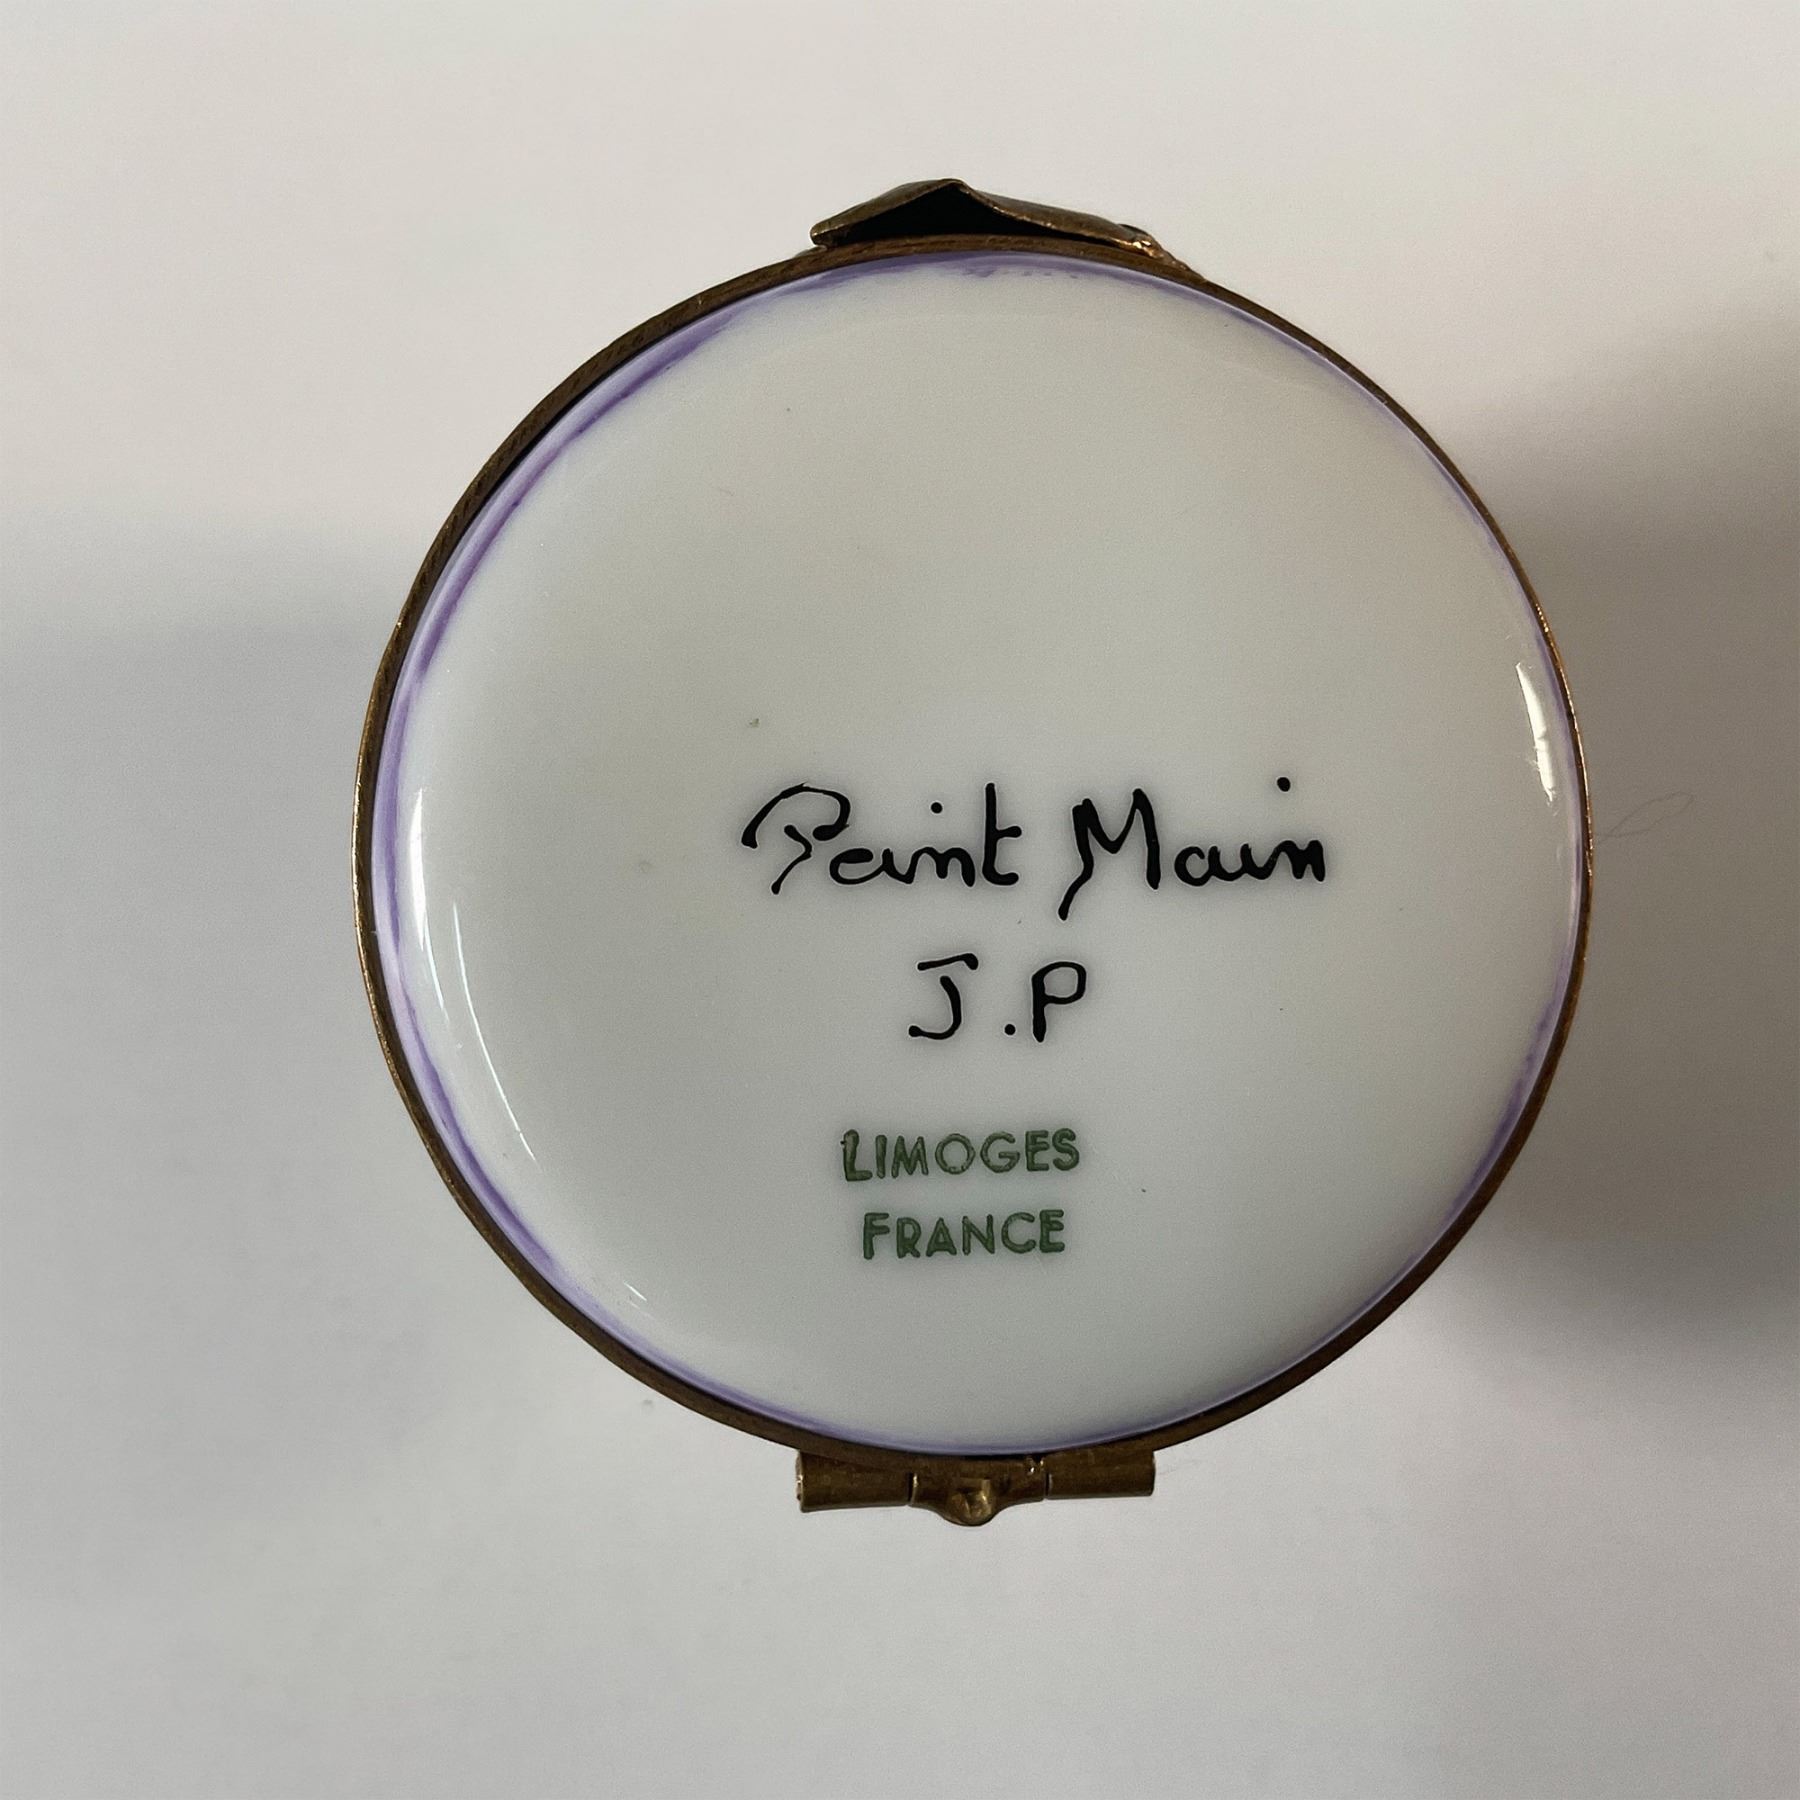 Peint Main
J.P
LIMOGES
FRANCE